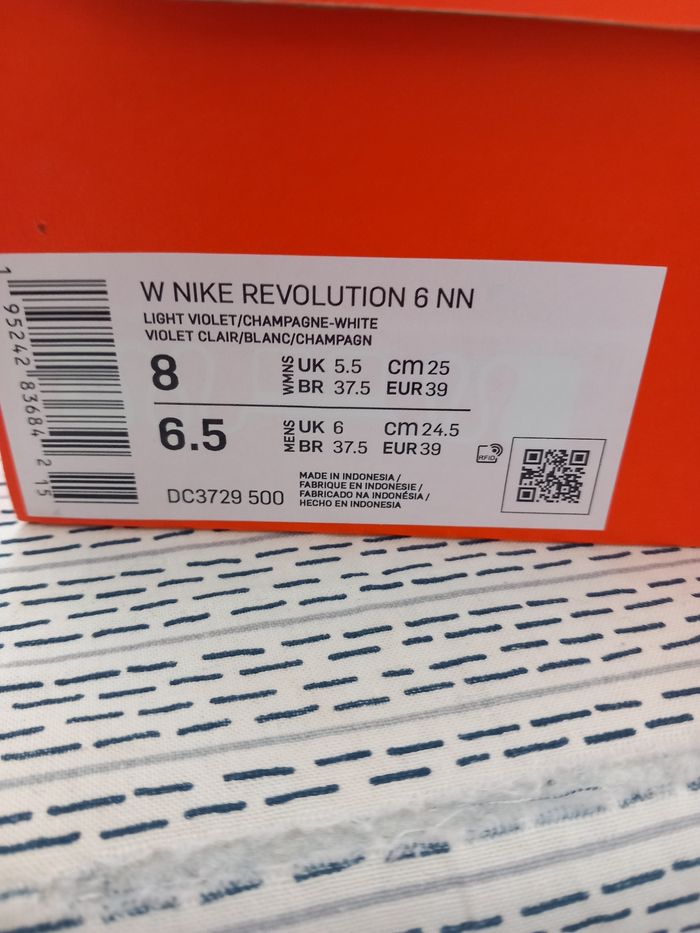 W NIKE REVOLUTION 6 NN
LIGHT VIOLET/CHAMPAGNE-WHITE
VIOLET CLAIR/BLANC/CHAMPAGN
8 WMNS UK 5.5 cm 25
BR 37.5 EUR 39
6.5 MENS UK 6 cm 24.5
BR 37.5 EUR 39
RFID
DC3729 500
MADE IN INDONESIA /
FABRIQUE EN INDONESIE /
FABRICADO NA INDONÉSIA /
HECHO EN INDONESIA
1 95242 83684 2 15